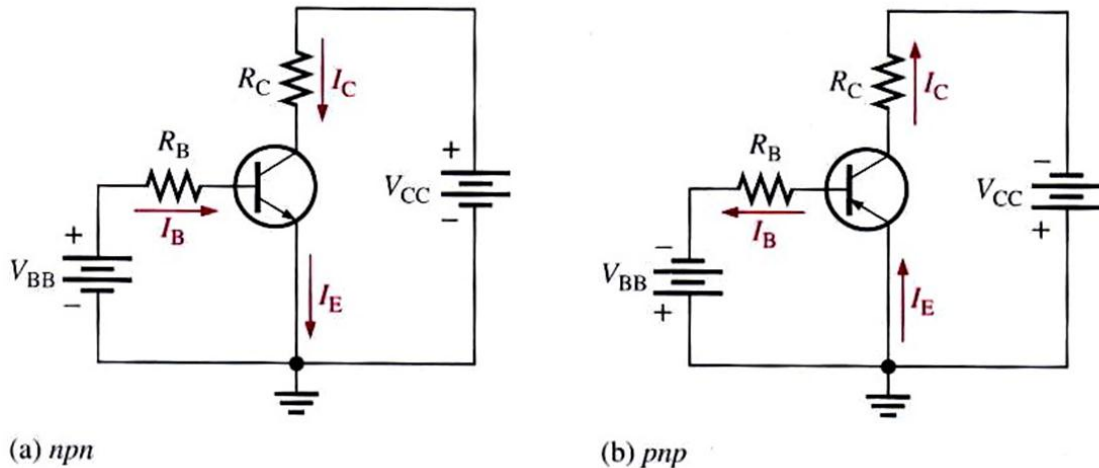 R_C
I_C
R_B
I_B
+
V_CC
−
+
V_BB
−
I_E
(a) npn
R_C
I_C
R_B
I_B
−
V_CC
+
−
V_BB
+
I_E
(b) pnp